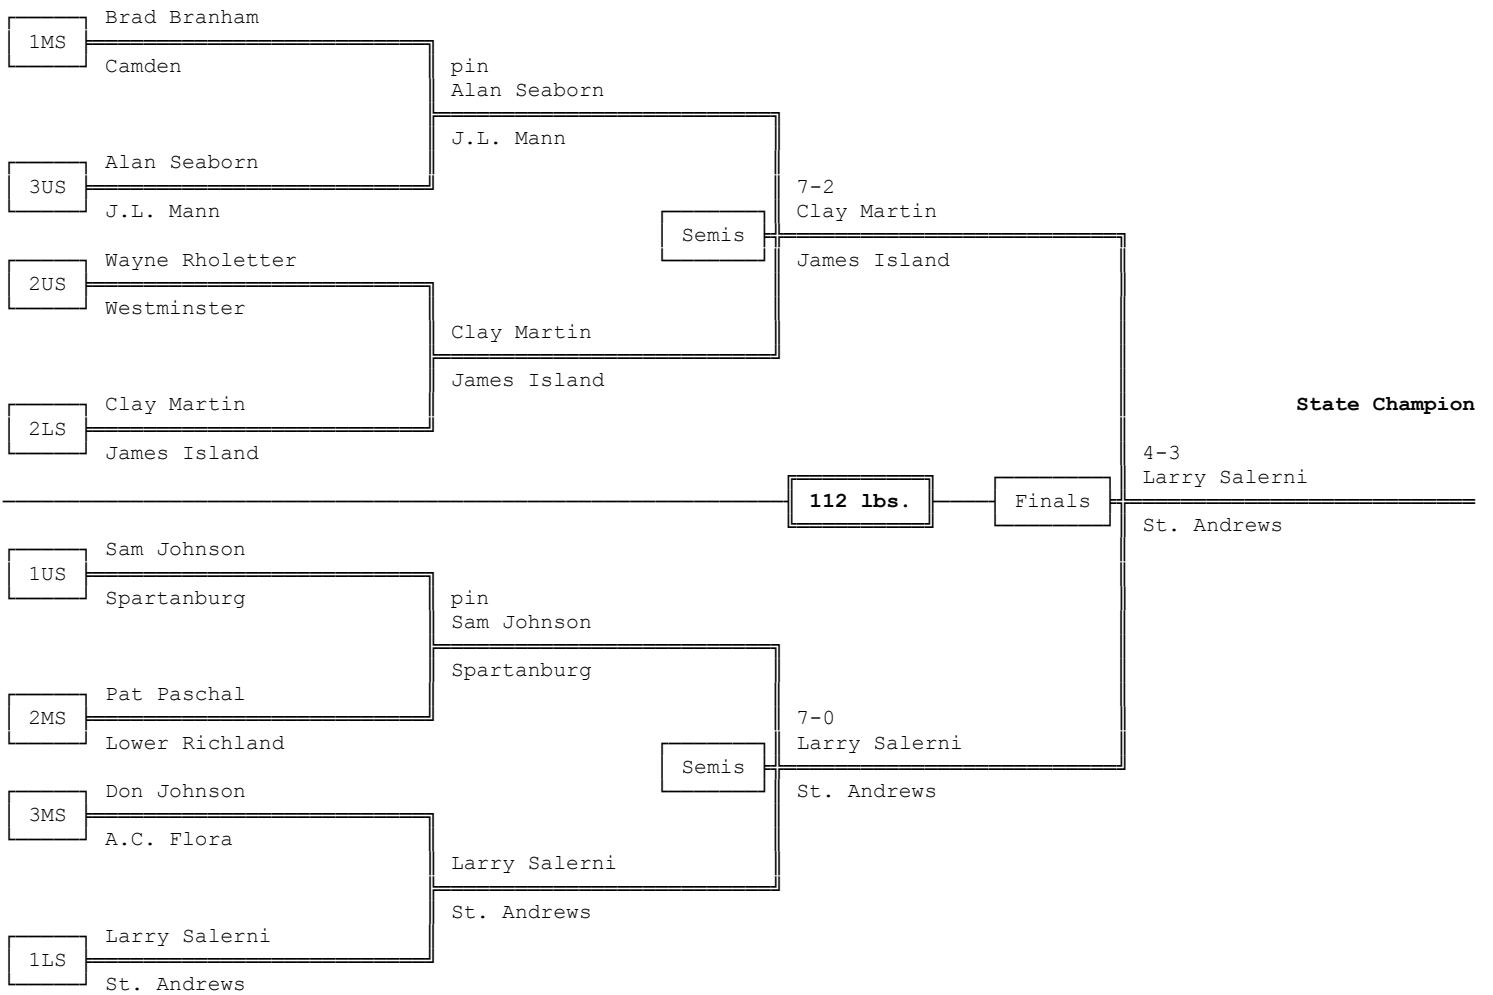 Brad Branham
1MS
Camden
pin
Alan Seaborn
J.L. Mann
Alan Seaborn
3US
J.L. Mann
7-2
Clay Martin
Semis
James Island
Wayne Rholetter
2US
Westminster
Clay Martin
James Island
Clay Martin
2LS
James Island
State Champion
4-3
Larry Salerni
112 lbs.
Finals
St. Andrews
Sam Johnson
1US
Spartanburg
pin
Sam Johnson
Spartanburg
Pat Paschal
2MS
Lower Richland
7-0
Larry Salerni
Semis
St. Andrews
Don Johnson
3MS
A.C. Flora
Larry Salerni
St. Andrews
Larry Salerni
1LS
St. Andrews